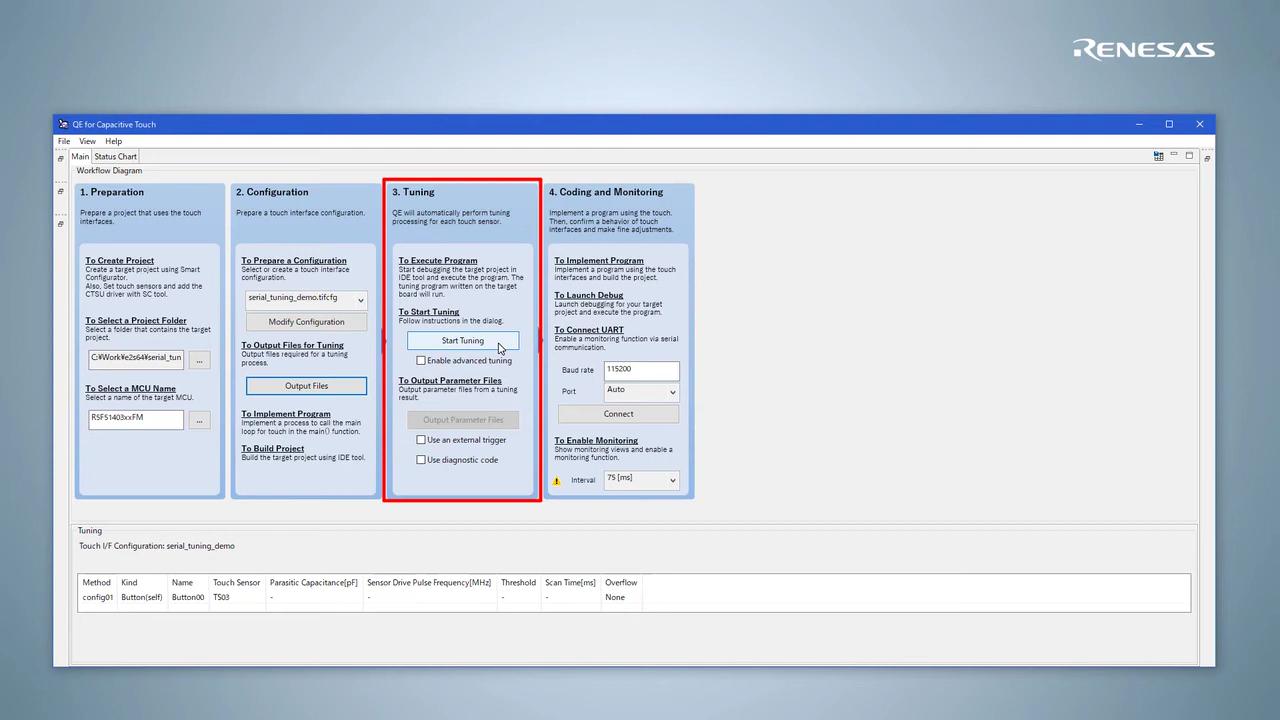 RENESAS
QE for Capacitive Touch
File View Help
Main Status Chart
Workflow Diagram
1. Preparation
Prepare a project that uses the touch
interfaces.
To Create Project
Create a target project using Smart
Configurator.
Also, Set touch sensors and add the
CTSU driver with SC tool.
To Select a Project Folder
Select a folder that contains the target
project.
C:¥Work¥e2s64¥serial_tun
...
To Select a MCU Name
Select a name of the target MCU.
R5F51403xxFM
...
2. Configuration
Prepare a touch interface configuration.
To Prepare a Configuration
Select or create a touch interface
configuration.
serial_tuning_demo.tifcfg
Modify Configuration
To Output Files for Tuning
Output files required for a tuning
process.
Output Files
To Implement Program
Implement a process to call the main
loop for touch in the main() function.
To Build Project
Build the target project using IDE tool.
3. Tuning
QE will automatically perform tuning
processing for each touch sensor.
To Execute Program
Start debugging the target project in
IDE tool and execute the program. The
tuning program written on the target
board will run.
To Start Tuning
Follow instructions in the dialog.
Start Tuning
Enable advanced tuning
To Output Parameter Files
Output parameter files from a tuning
result.
Output Parameter Files
Use an external trigger
Use diagnostic code
4. Coding and Monitoring
Implement a program using the touch.
Then, confirm a behavior of touch
interfaces and make fine adjustments.
To Implement Program
Implement a program using the touch
interfaces and build the project.
To Launch Debug
Launch debugging for your target
project and execute the program.
To Connect UART
Enable a monitoring function via serial
communication.
Baud rate 115200
Port Auto
Connect
To Enable Monitoring
Show monitoring views and enable a
monitoring function.
Interval 75 [ms]
Tuning
Touch I/F Configuration: serial_tuning_demo
Method Kind Name Touch Sensor Parasitic Capacitance[pF] Sensor Drive Pulse Frequency[MHz] Threshold Scan Time[ms] Overflow
config01 Button(self) Button00 TS03 - - - - None